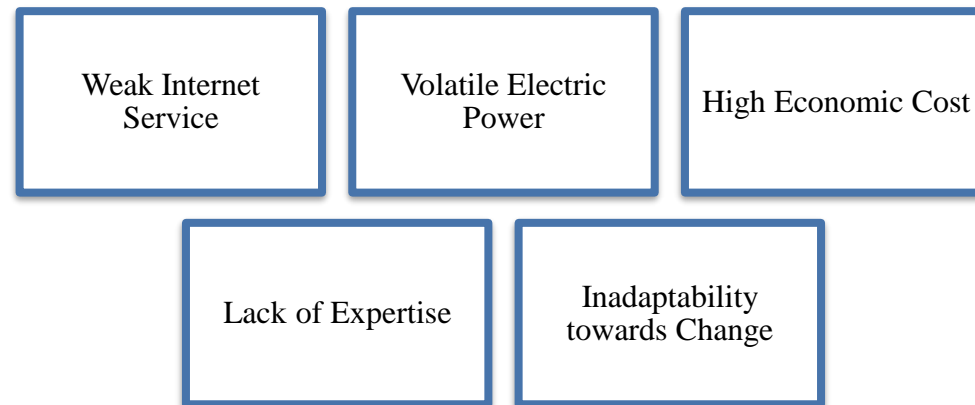 Weak Internet
Service
Volatile Electric
Power
High Economic Cost
Lack of Expertise
Inadaptability
towards Change